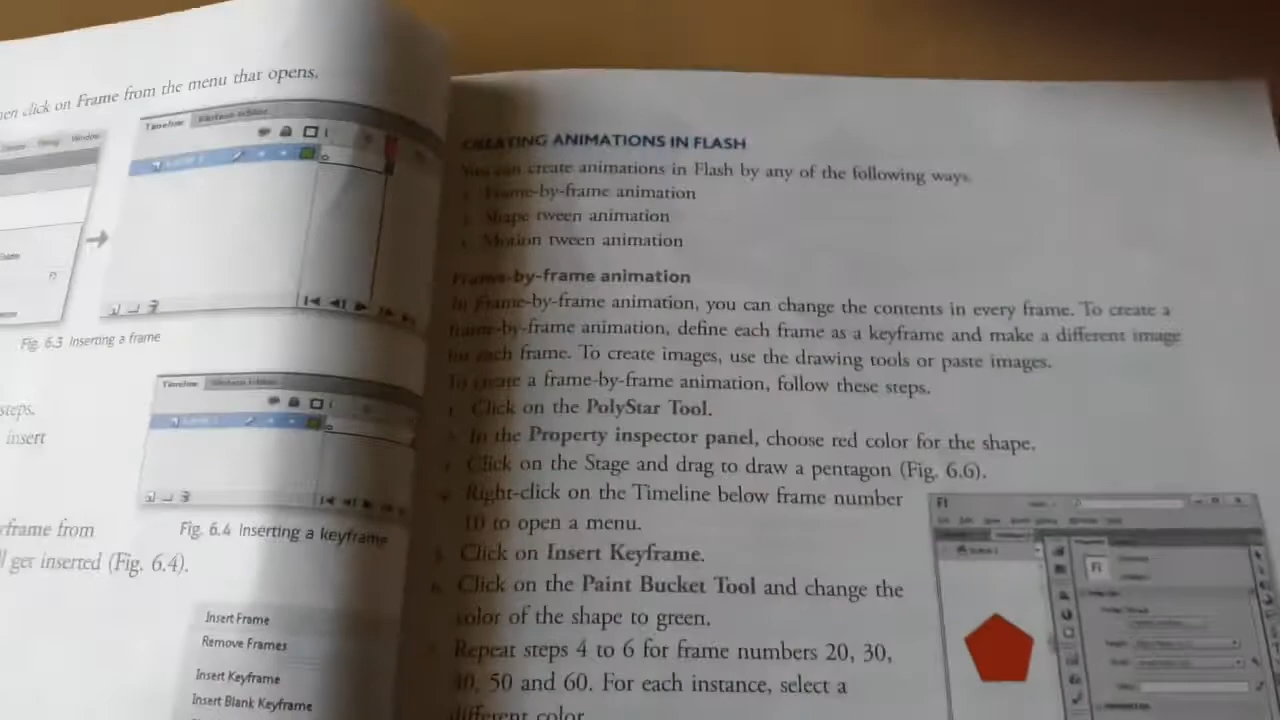 en click on Frame from the menu that opens.
Timeline
Window
Fig. 6.3 Inserting a frame
steps.
insert
Timeline
Fig. 6.4 Inserting a keyframe
frame from
ll get inserted (Fig. 6.4).
Insert Frame
Remove Frames
Insert Keyframe
Insert Blank Keyframe
CREATING ANIMATIONS IN FLASH
You can create animations in Flash by any of the following ways.
Frame-by-frame animation
Shape tween animation
Motion tween animation
Frame-by-frame animation
In frame-by-frame animation, you can change the contents in every frame. To create a
frame-by-frame animation, define each frame as a keyframe and make a different image
for each frame. To create images, use the drawing tools or paste images.
To create a frame-by-frame animation, follow these steps.
Click on the PolyStar Tool.
In the Property inspector panel, choose red color for the shape.
Click on the Stage and drag to draw a pentagon (Fig. 6.6).
Right-click on the Timeline below frame number
10 to open a menu.
Click on Insert Keyframe.
Click on the Paint Bucket Tool and change the
color of the shape to green.
Repeat steps 4 to 6 for frame numbers 20, 30,
40, 50 and 60. For each instance, select a
different color
Fl
Fl